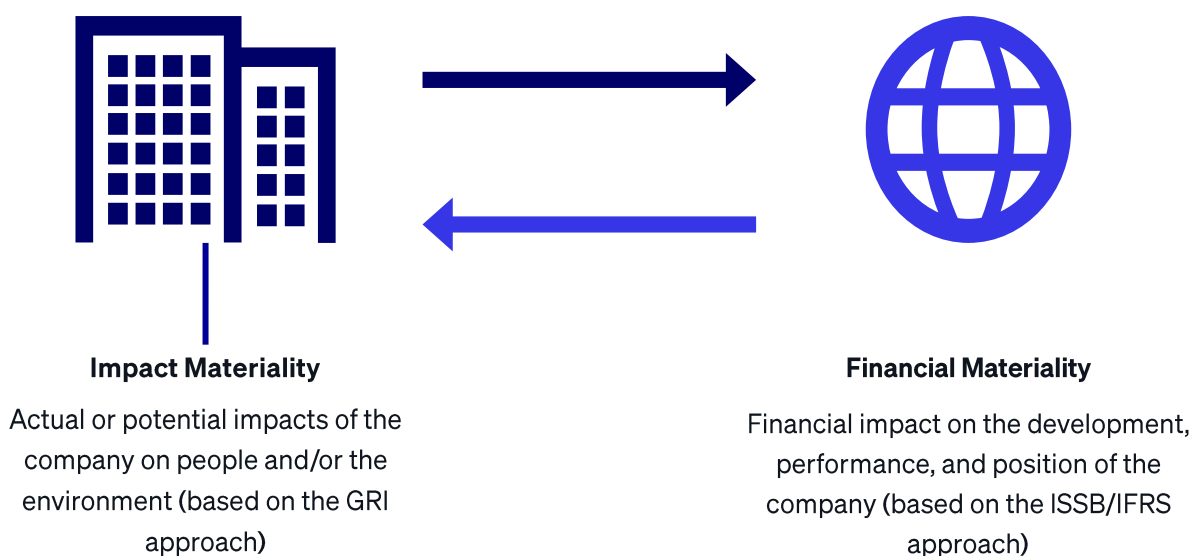 Impact Materiality
Actual or potential impacts of the
company on people and/or the
environment (based on the GRI
approach)
Financial Materiality
Financial impact on the development,
performance, and position of the
company (based on the ISSB/IFRS
approach)